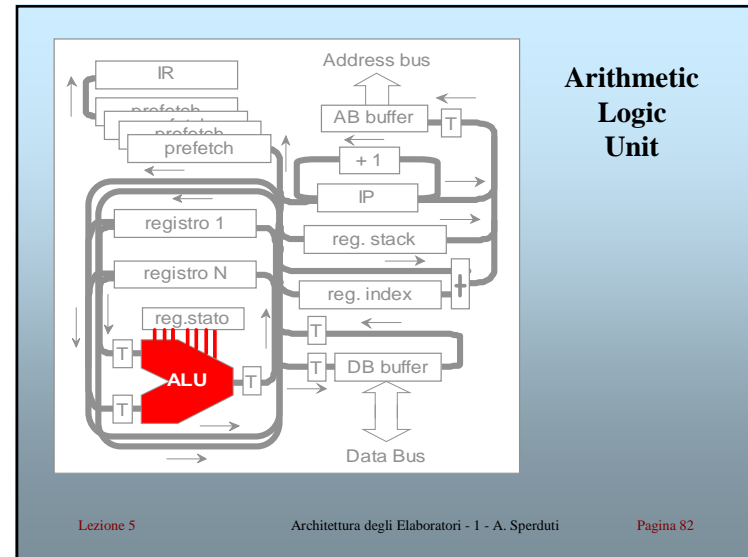 Arithmetic
Logic
Unit
Address bus
IR
AB buffer
T
prefetch
prefetch
prefetch
prefetch
+ 1
IP
registro 1
reg. stack
registro N
reg. index
+
reg.stato
T
T
ALU
T
T
DB buffer
T
Data Bus
Lezione 5
Architettura degli Elaboratori - 1 - A. Sperduti
Pagina 82